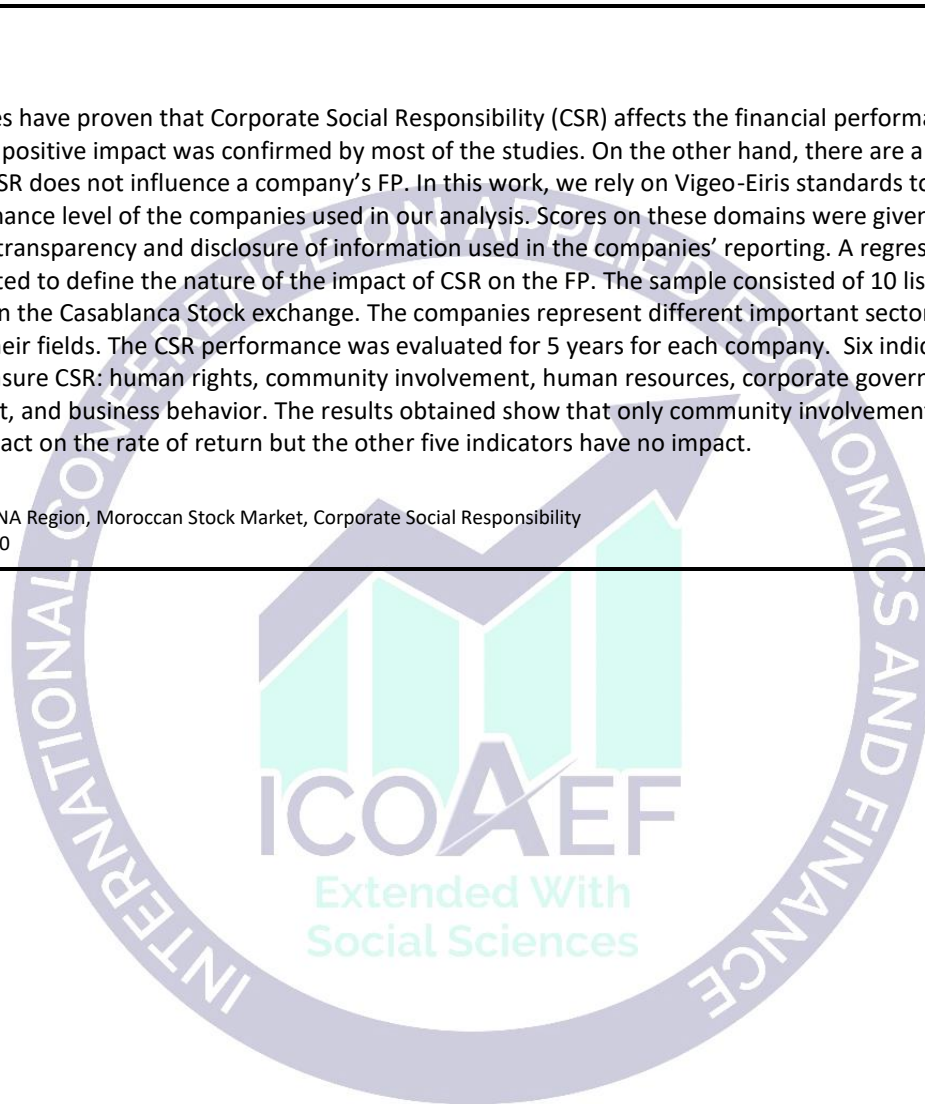 es have proven that Corporate Social Responsibility (CSR) affects the financial performa
positive impact was confirmed by most of the studies. On the other hand, there are a
SR does not influence a company's FP. In this work, we rely on Vigeo-Eiris standards to
nance level of the companies used in our analysis. Scores on these domains were given
transparency and disclosure of information used in the companies' reporting. A regres
ted to define the nature of the impact of CSR on the FP. The sample consisted of 10 lis
n the Casablanca Stock exchange. The companies represent different important sector
heir fields. The CSR performance was evaluated for 5 years for each company. Six indic
asure CSR: human rights, community involvement, human resources, corporate govern
t, and business behavior. The results obtained show that only community involvement
act on the rate of return but the other five indicators have no impact.
NA Region, Moroccan Stock Market, Corporate Social Responsibility
0
INTERNATIONAL CONFERENCE ON APPLIED ECONOMICS AND FINANCE
ICOAEF
Extended With
Social Sciences